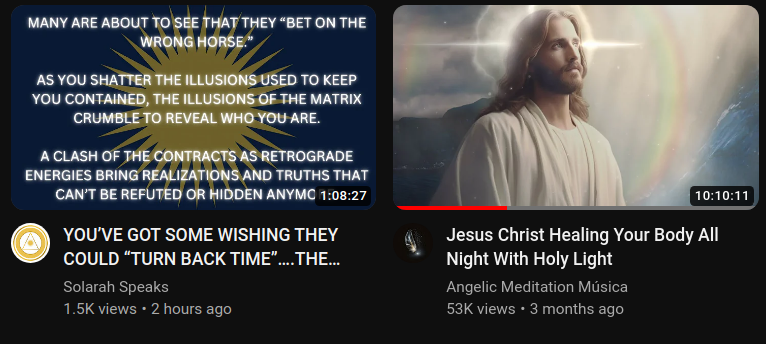 MANY ARE ABOUT TO SEE THAT THEY “BET ON THE
WRONG HORSE.”
AS YOU SHATTER THE ILLUSIONS USED TO KEEP
YOU CONTAINED, THE ILLUSIONS OF THE MATRIX
CRUMBLE TO REVEAL WHO YOU ARE.
A CLASH OF THE CONTRACTS AS RETROGRADE
ENERGIES BRING REALIZATIONS AND TRUTHS THAT
CAN’T BE REFUTED OR HIDDEN
1:08:27
YOU’VE GOT SOME WISHING THEY
COULD “TURN BACK TIME”....THE...
Solarah Speaks
1.5K views • 2 hours ago
10:10:11
Jesus Christ Healing Your Body All
Night With Holy Light
Angelic Meditation Música
53K views • 3 months ago